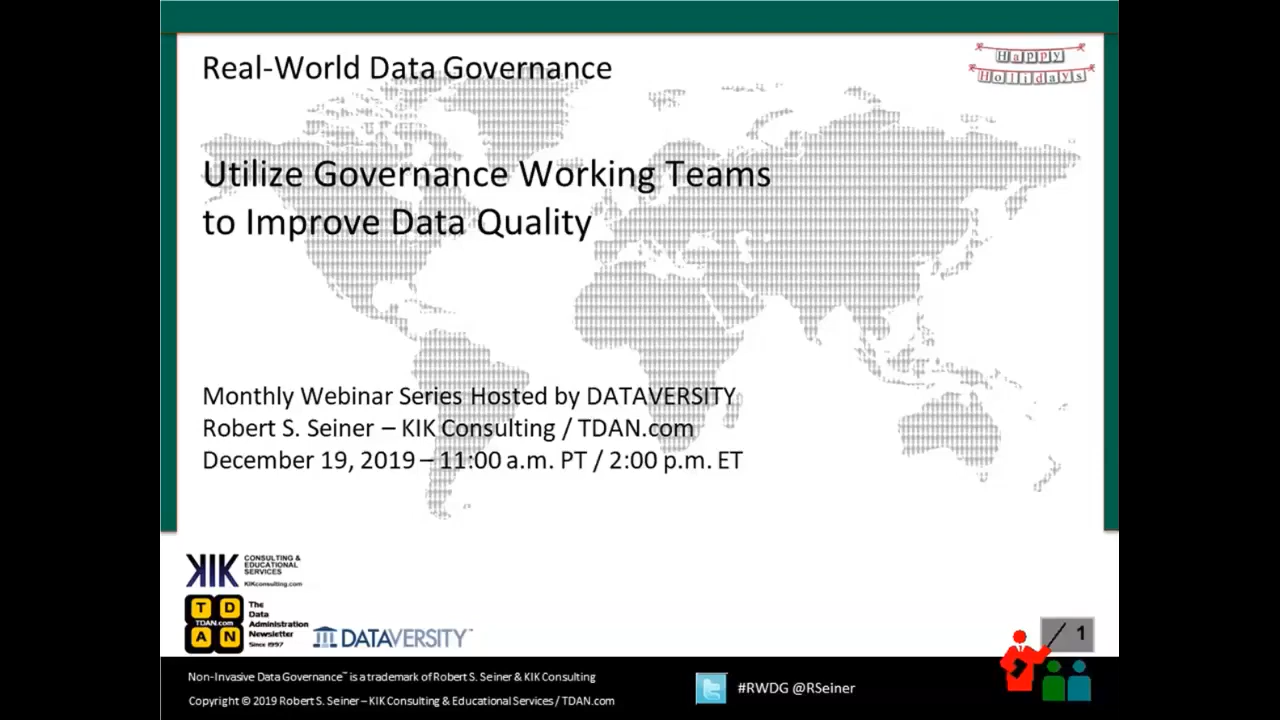 Real-World Data Governance
Happy
Holidays
Utilize Governance Working Teams
to Improve Data Quality
Monthly Webinar Series Hosted by DATAVERSITY
Robert S. Seiner – KIK Consulting / TDAN.com
December 19, 2019 – 11:00 a.m. PT / 2:00 p.m. ET
KIK CONSULTING &
EDUCATIONAL
SERVICES
KIKconsulting.com
T D
TDAN.com
A N
The
Data
Administration
Newsletter
Since 1997
DATAVERSITY™
1
Non-Invasive Data Governance™ is a trademark of Robert S. Seiner & KIK Consulting
Copyright © 2019 Robert S. Seiner – KIK Consulting & Educational Services / TDAN.com
#RWDG @RSeiner